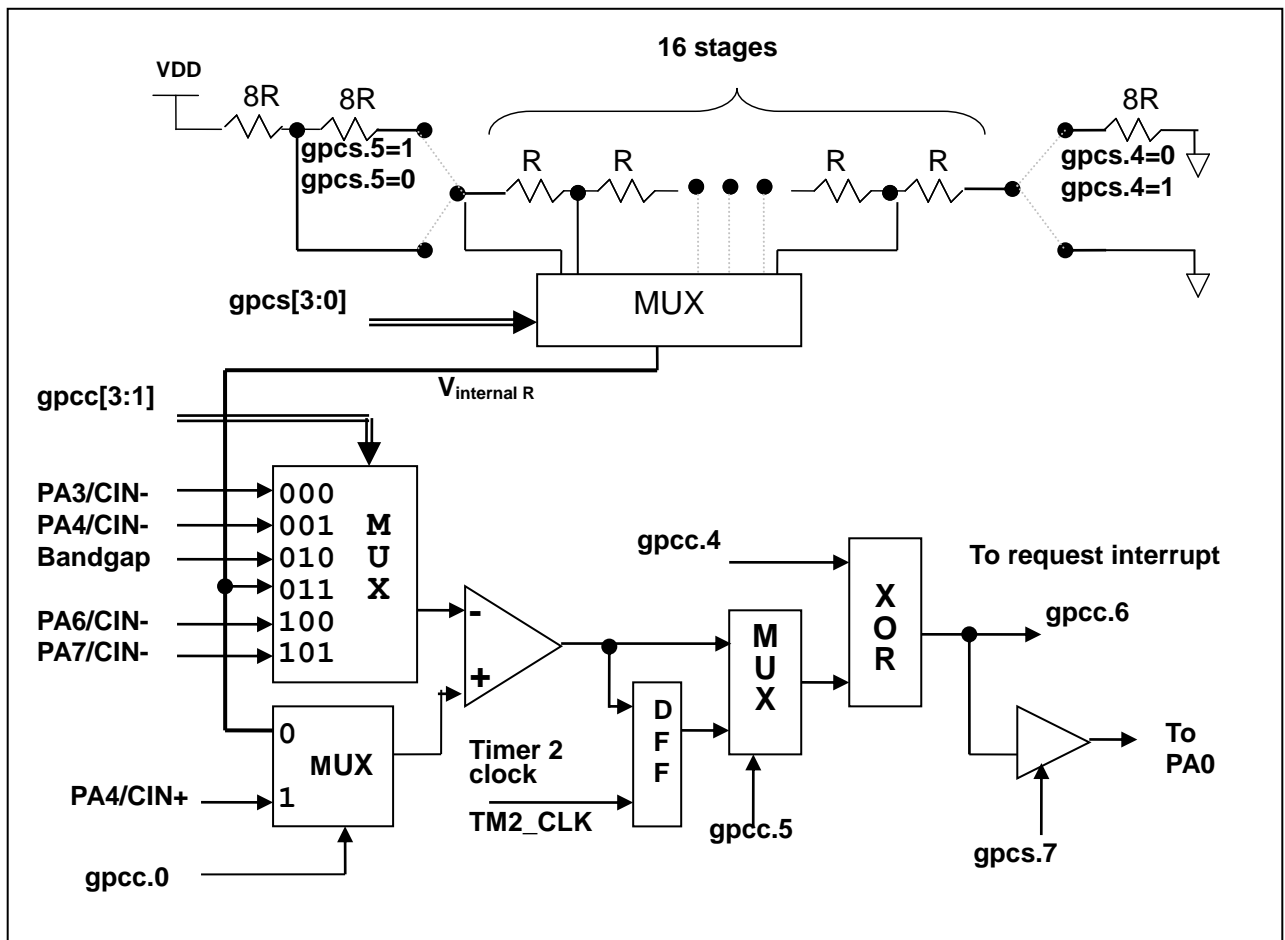 16 stages
VDD
8R
8R
8R
gpcs.5=1
gpcs.5=0
R
R
R
R
gpcs.4=0
gpcs.4=1
gpcs[3:0]
MUX
Vinternal R
gpcc[3:1]
PA3/CIN-
PA4/CIN-
Bandgap
PA6/CIN-
PA7/CIN-
000
001
010
011
100
101
M
U
X
-
+
0
1
MUX
PA4/CIN+
gpcc.0
Timer 2
clock
TM2_CLK
D
F
F
M
U
X
gpcc.5
gpcc.4
X
O
R
To request interrupt
gpcc.6
To
PA0
gpcs.7